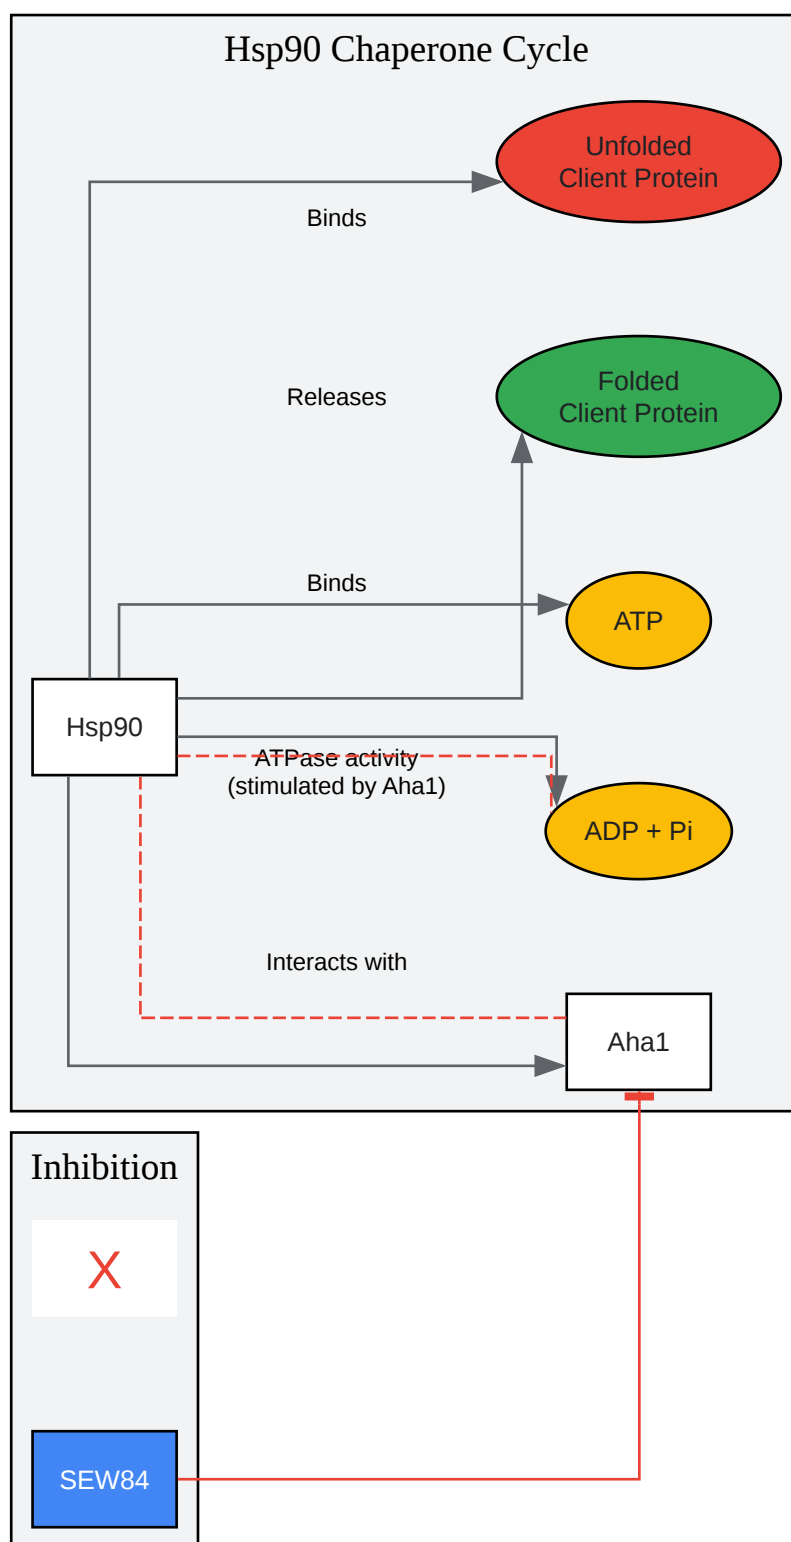 Hsp90 Chaperone Cycle
Unfolded
Client Protein
Binds
Folded
Client Protein
Releases
Binds
ATP
Hsp90
ATPase activity
(stimulated by Aha1)
ADP + Pi
Interacts with
Aha1
Inhibition
X
SEW84